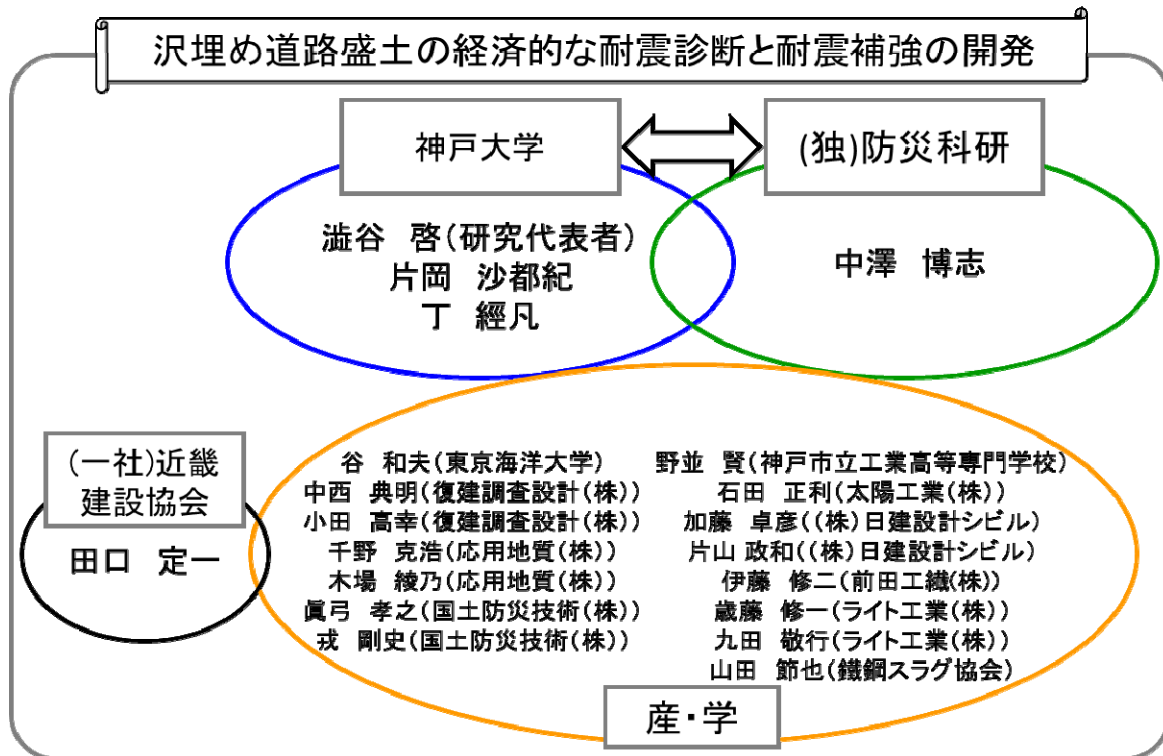 沢埋め道路盛土の経済的な耐震診断と耐震補強の開発
神戸大学
(独)防災科研
澁谷 啓(研究代表者)
片岡 沙都紀
丁 經凡
中澤 博志
(一社)近畿
建設協会
田口 定一
谷 和夫(東京海洋大学)
中西 典明(復建調査設計(株))
小田 高幸(復建調査設計(株))
千野 克浩(応用地質(株))
木場 綾乃(応用地質(株))
眞弓 孝之(国土防災技術(株))
戎 剛史(国土防災技術(株))
野並 賢(神戸市立工業高等専門学校)
石田 正利(太陽工業(株))
加藤 卓彦((株)日建設計シビル)
片山 政和((株)日建設計シビル)
伊藤 修二(前田工繊(株))
歳藤 修一(ライト工業(株))
九田 敬行(ライト工業(株))
山田 節也(鐵鋼スラグ協会)
産・学